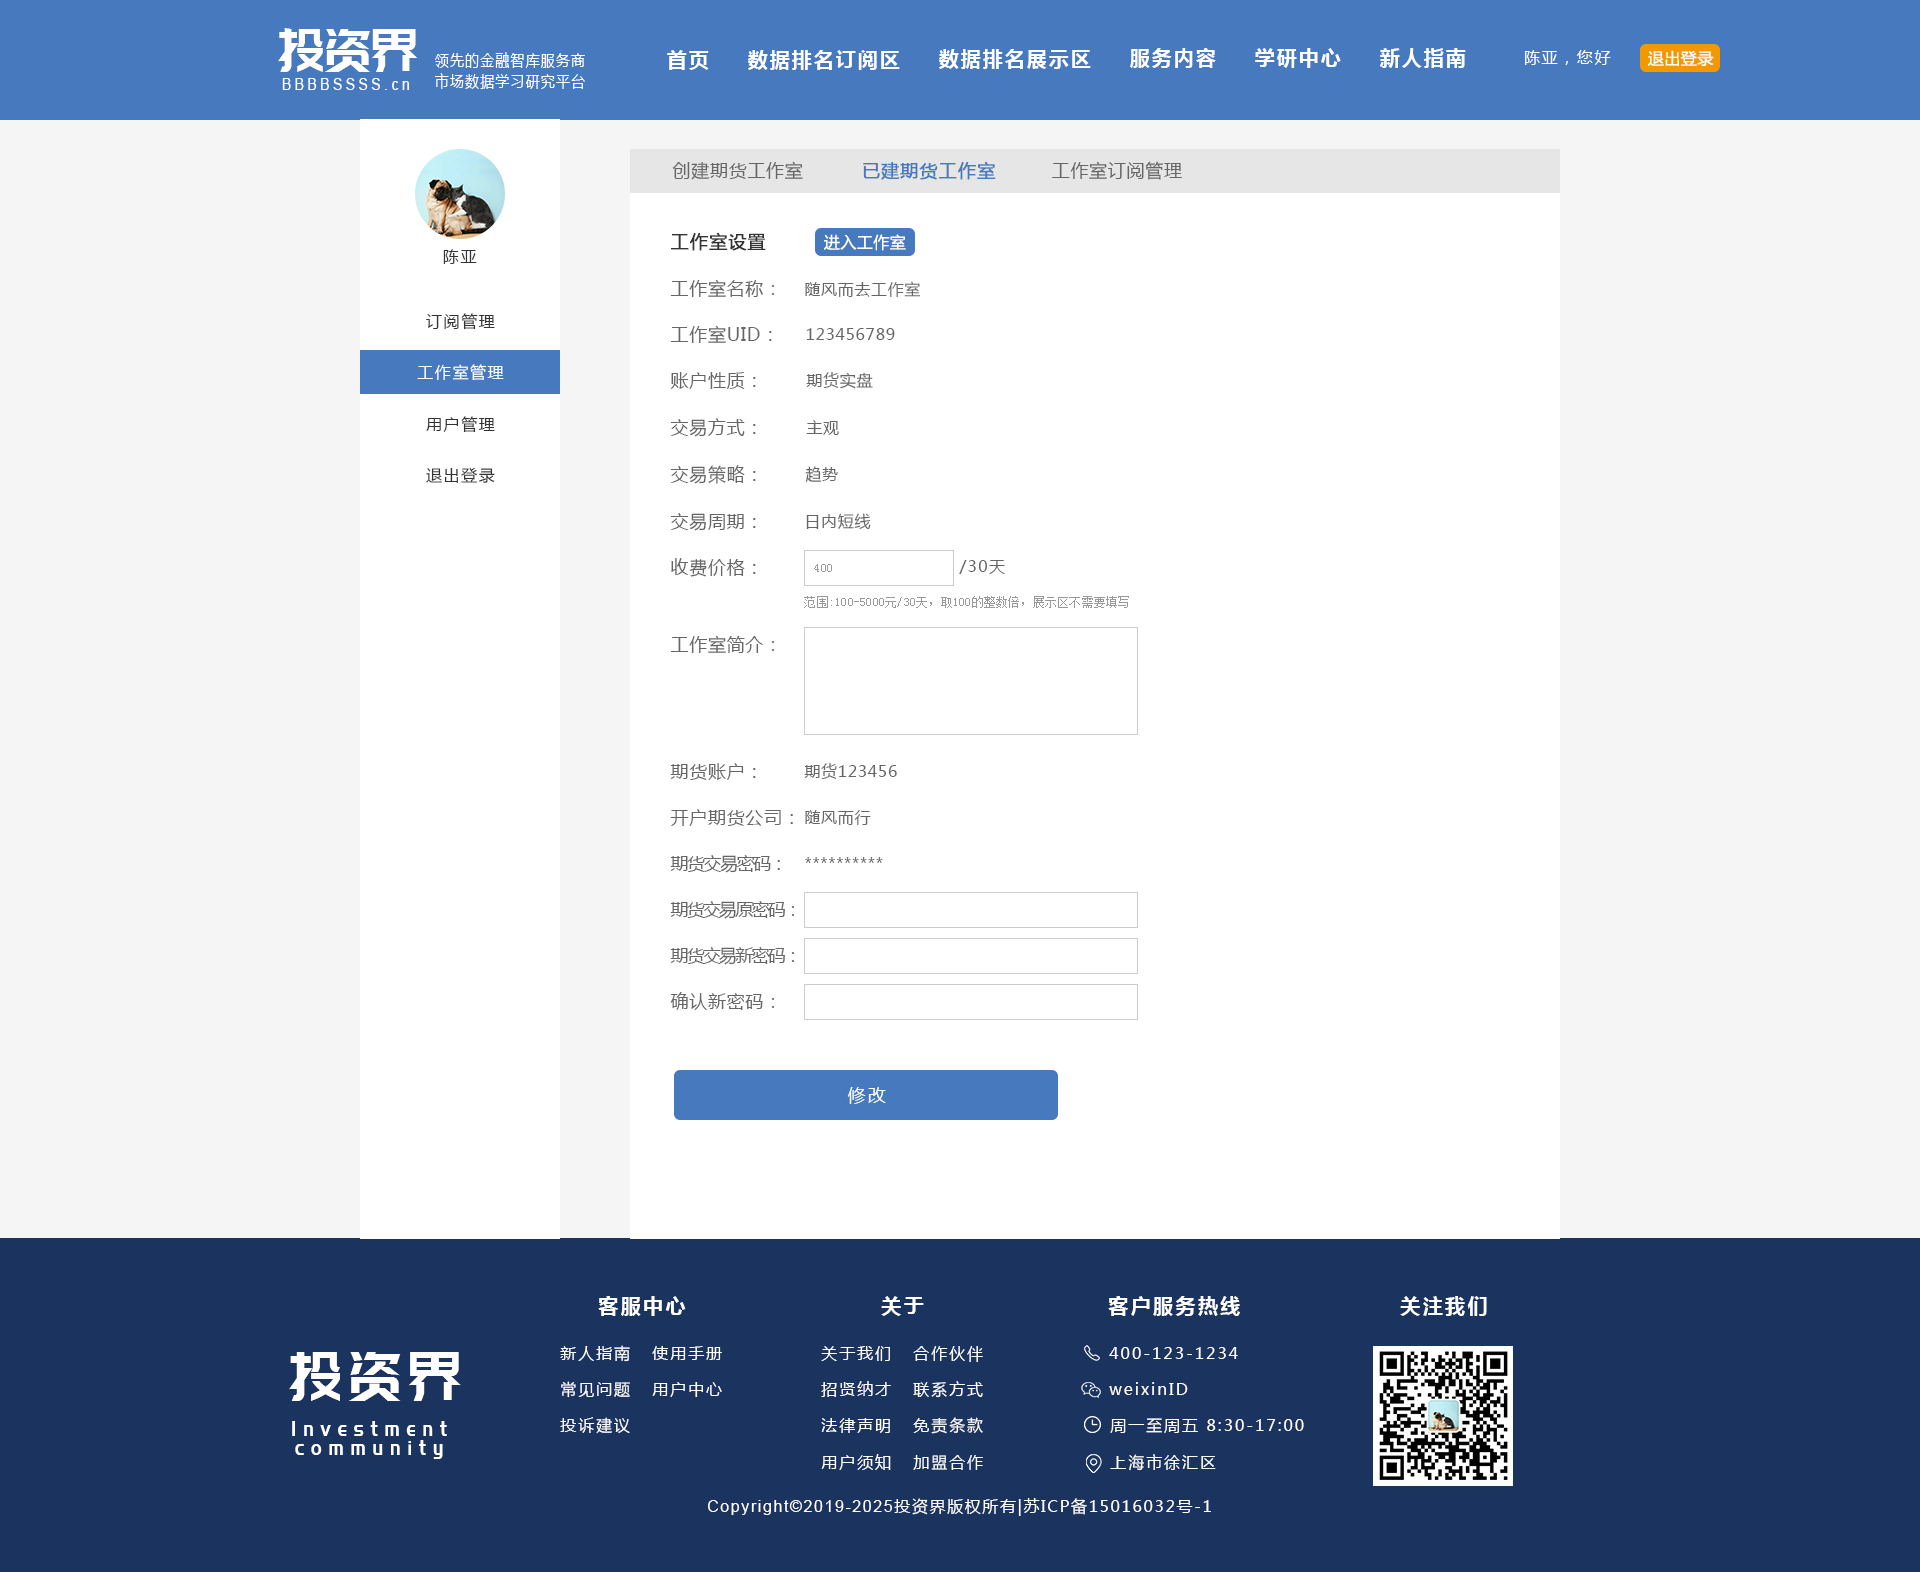 投资界
BBBBSSSS.cn
领先的金融智库服务商
市场数据学习研究平台
首页 数据排名订阅区 数据排名展示区 服务内容 学研中心 新人指南
陈亚，您好 退出登录
陈亚
订阅管理
工作室管理
用户管理
退出登录
创建期货工作室 已建期货工作室 工作室订阅管理
工作室设置 进入工作室
工作室名称： 随风而去工作室
工作室UID： 123456789
账户性质： 期货实盘
交易方式： 主观
交易策略： 趋势
交易周期： 日内短线
收费价格： 400 /30天
范围:100-5000元/30天，取100的整数倍，展示区不需要填写
工作室简介：
期货账户： 期货123456
开户期货公司： 随风而行
期货交易密码： **********
期货交易原密码：
期货交易新密码：
确认新密码：
修改
投资界
Investment
community
客服中心
新人指南 使用手册
常见问题 用户中心
投诉建议
关于
关于我们 合作伙伴
招贤纳才 联系方式
法律声明 免责条款
用户须知 加盟合作
客户服务热线
400-123-1234
weixinID
周一至周五 8:30-17:00
上海市徐汇区
关注我们
Copyright©2019-2025投资界版权所有|苏ICP备15016032号-1